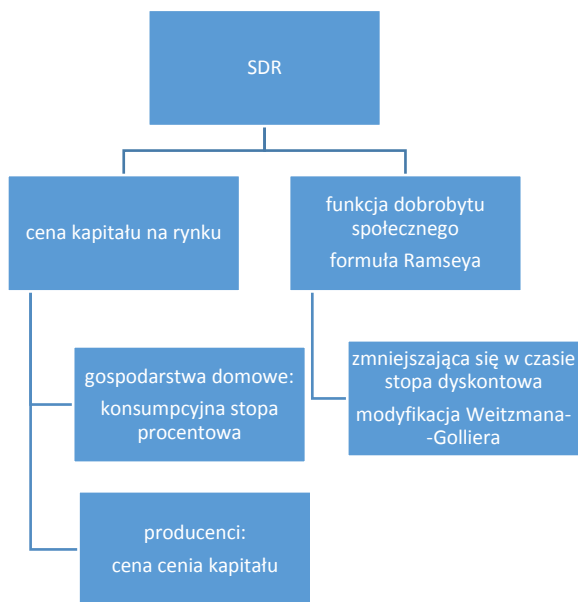 SDR
cena kapitału na rynku
funkcja dobrobytu
społecznego
formuła Ramseya
gospodarstwa domowe:
konsumpcyjna stopa
procentowa
zmniejszająca się w czasie
stopa dyskontowa
modyfikacja Weitzmana-
-Golliera
producenci:
cena cenia kapitału